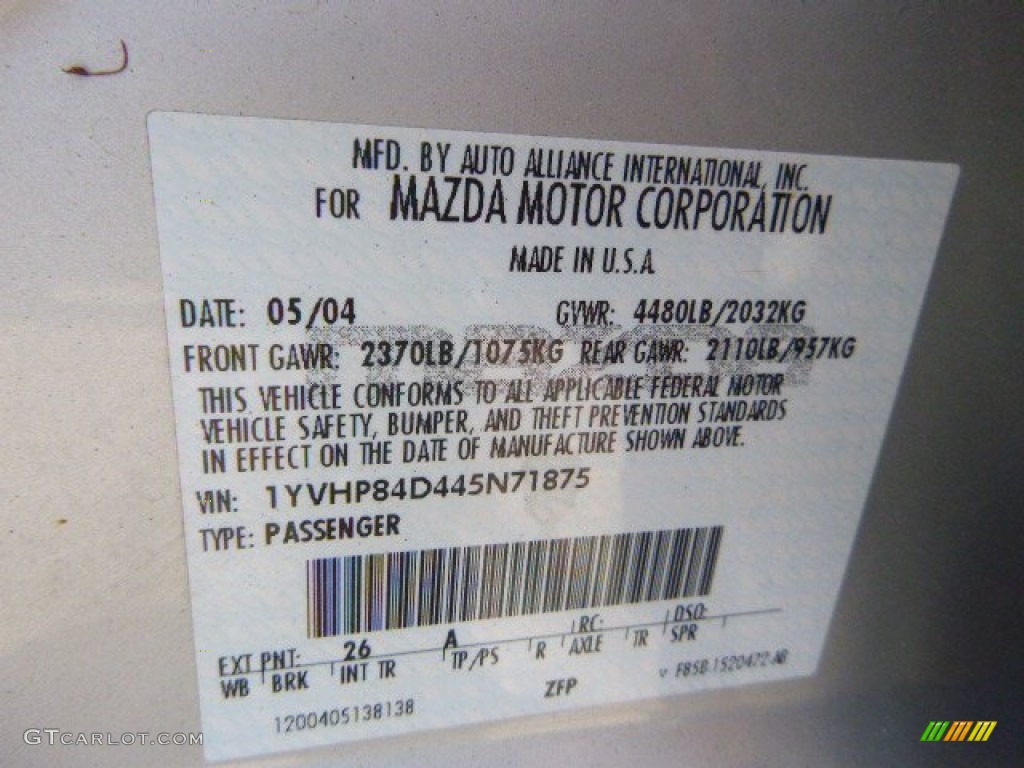 MFD. BY AUTO ALLIANCE INTERNATIONAL, INC.
FOR MAZDA MOTOR CORPORATION
MADE IN U.S.A.
DATE: 05/04 GVWR: 4480LB/2032KG
FRONT GAWR: 2370LB/1075KG REAR GAWR: 2110LB/957KG
THIS VEHICLE CONFORMS TO ALL APPLICABLE FEDERAL MOTOR
VEHICLE SAFETY, BUMPER, AND THEFT PREVENTION STANDARDS
IN EFFECT ON THE DATE OF MANUFACTURE SHOWN ABOVE.
VIN: 1YVHP84D445N71875
TYPE: PASSENGER
EXT PNT: 26 A RC: DSO:
WB BRK INT TR TP/PS R AXLE TR SPR
ZFP v F85B-1520472-AB
1200405138138
GTCARLOT.COM